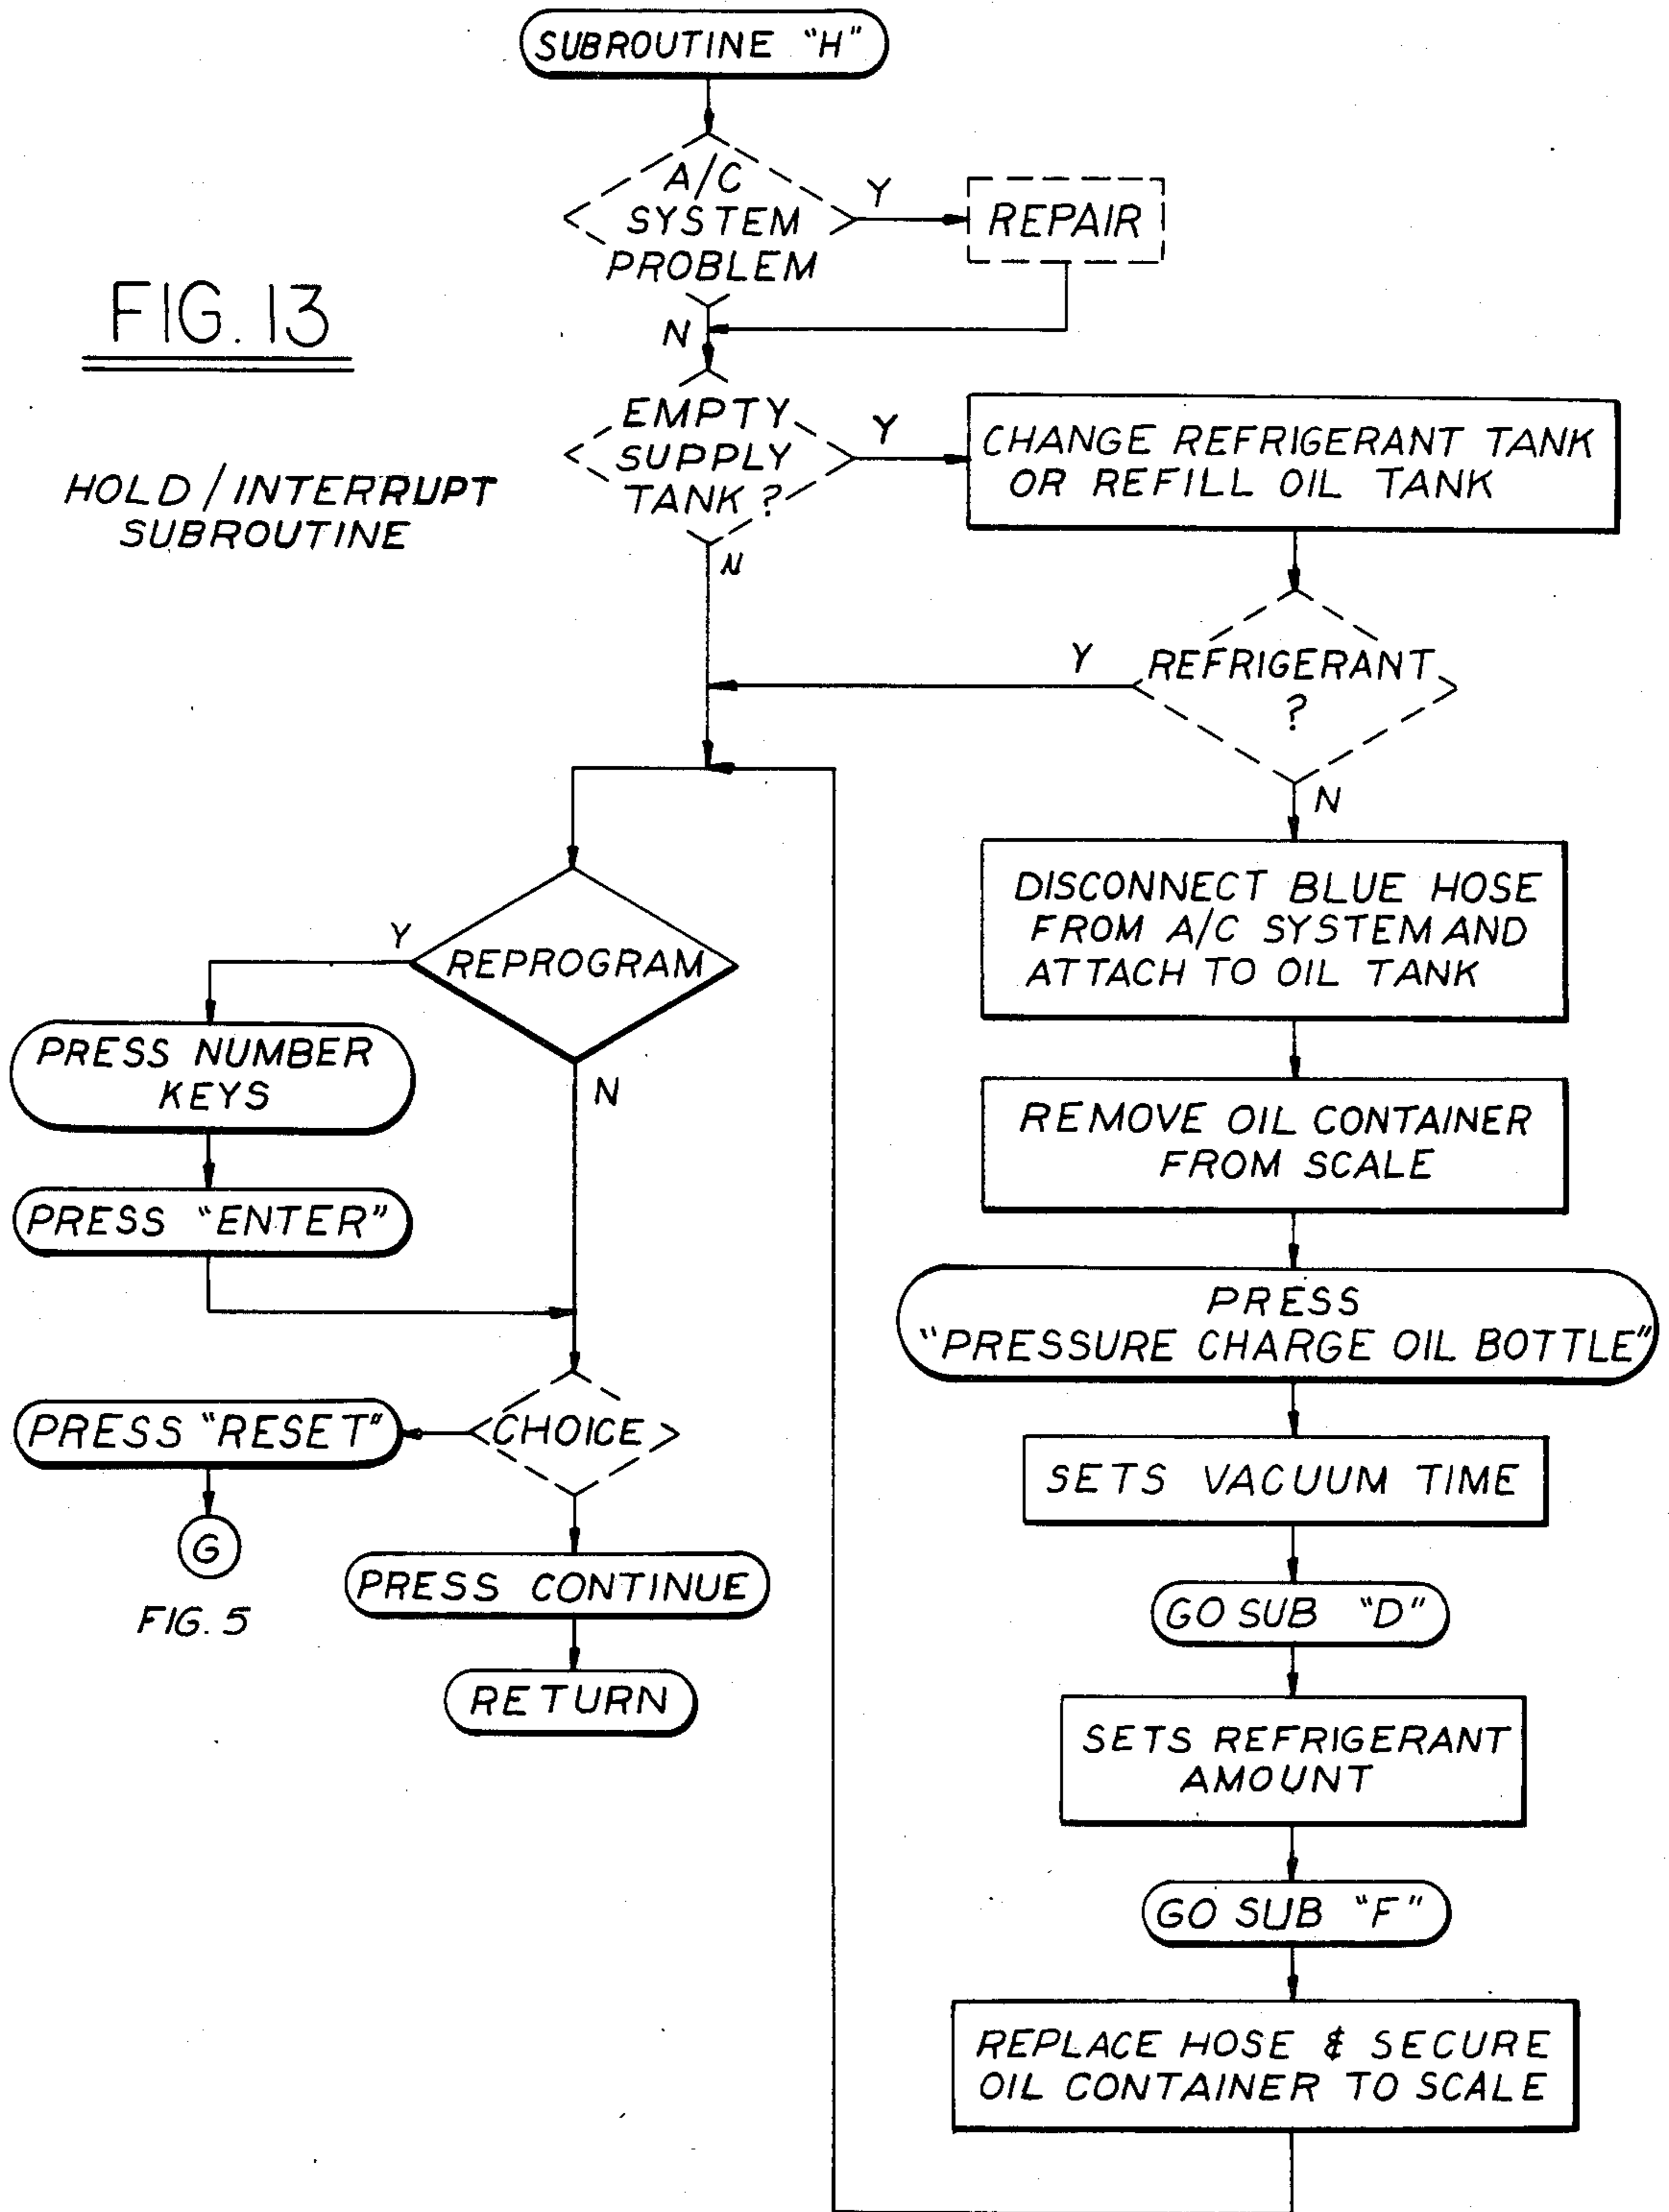 SUBROUTINE "H"
A/C
SYSTEM
PROBLEM
Y
REPAIR
N
FIG. 13
HOLD / INTERRUPT
SUBROUTINE
EMPTY
SUPPLY
TANK ?
Y
CHANGE REFRIGERANT TANK
OR REFILL OIL TANK
N
REFRIGERANT
?
Y
N
DISCONNECT BLUE HOSE
FROM A/C SYSTEM AND
ATTACH TO OIL TANK
REMOVE OIL CONTAINER
FROM SCALE
PRESS
"PRESSURE CHARGE OIL BOTTLE"
SETS VACUUM TIME
GO SUB "D"
SETS REFRIGERANT
AMOUNT
GO SUB "F"
REPLACE HOSE & SECURE
OIL CONTAINER TO SCALE
REPROGRAM
Y
PRESS NUMBER
KEYS
PRESS "ENTER"
N
CHOICE
PRESS "RESET"
G
FIG. 5
PRESS CONTINUE
RETURN